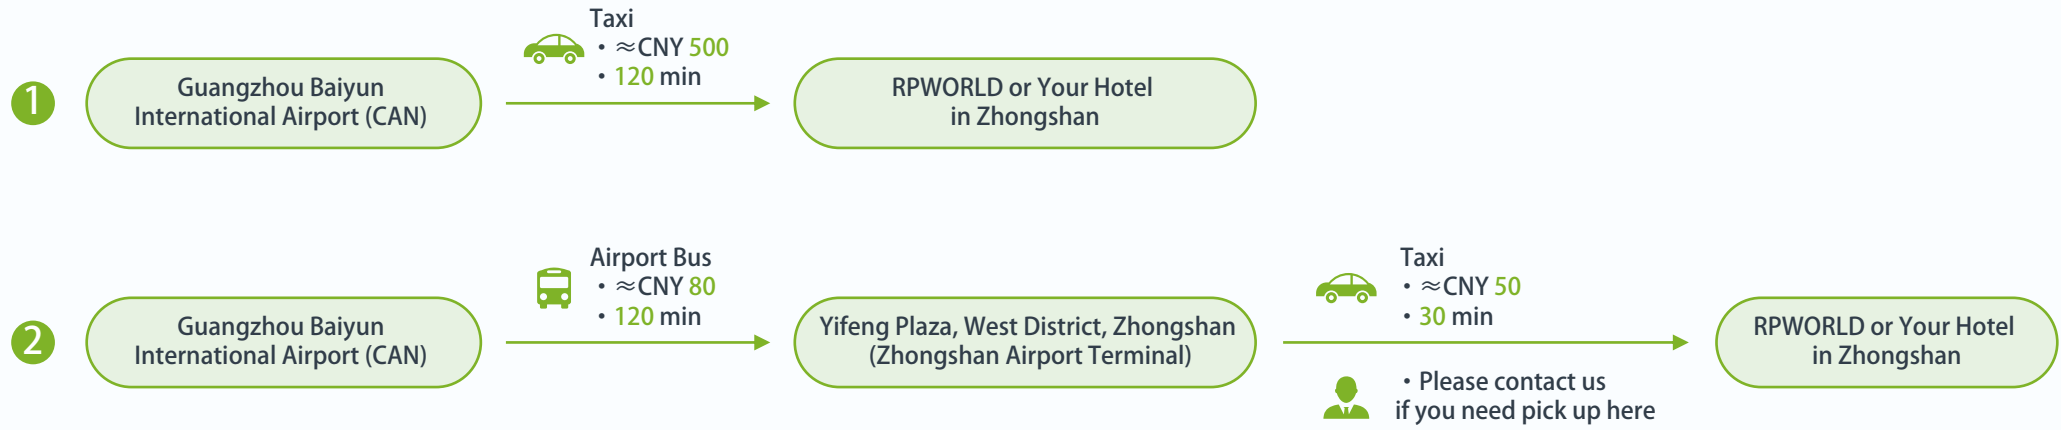 1
Guangzhou Baiyun
International Airport (CAN)
Taxi
・≈CNY 500
・120 min
RPWORLD or Your Hotel
in Zhongshan
2
Guangzhou Baiyun
International Airport (CAN)
Airport Bus
・≈CNY 80
・120 min
Yifeng Plaza, West District, Zhongshan
(Zhongshan Airport Terminal)
Taxi
・≈CNY 50
・30 min
・Please contact us
if you need pick up here
RPWORLD or Your Hotel
in Zhongshan